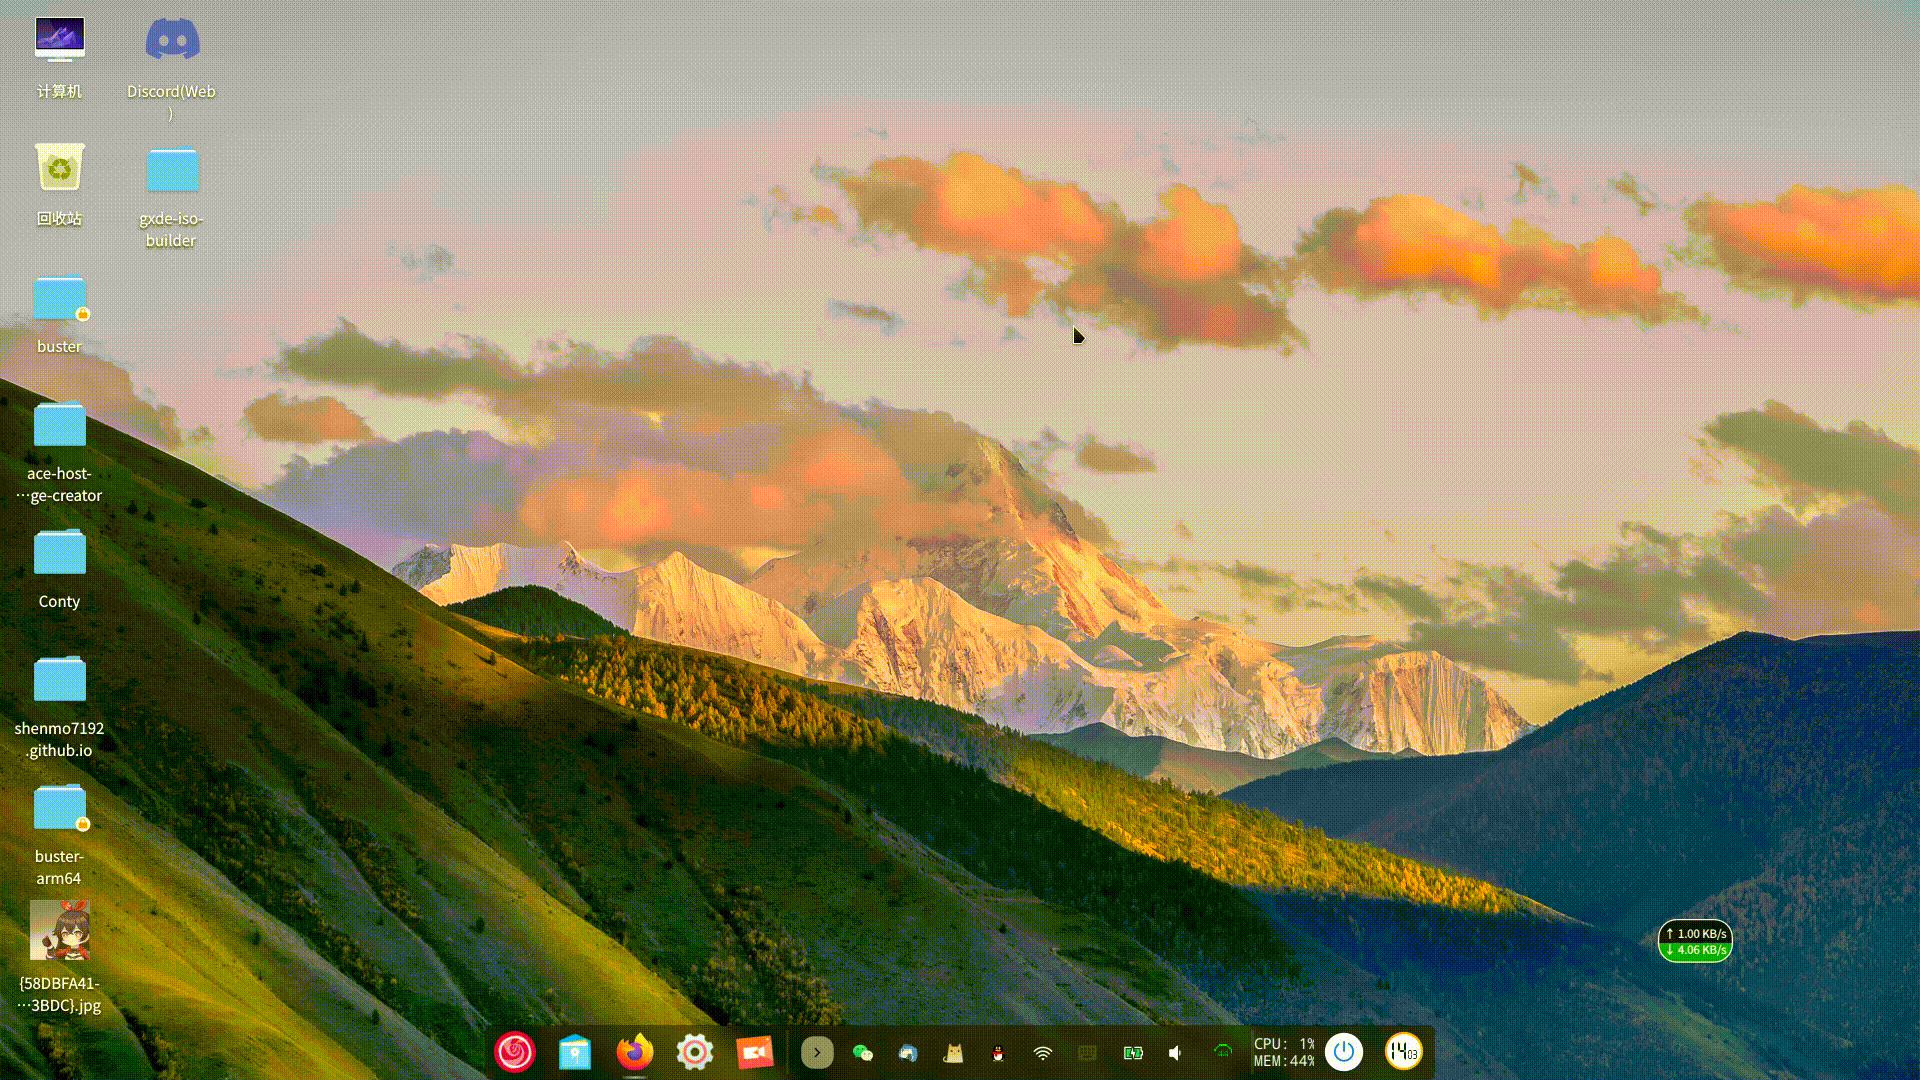 计算机
Discord(Web
)
回收站
gxde-iso-
builder
buster
ace-host-
…ge-creator
Conty
shenmo7192
.github.io
buster-
arm64
{58DBFA41-
…3BDC}.jpg
↑ 1.00 KB/s
↓ 4.06 KB/s
CPU: 1%
MEM:44%
14 03